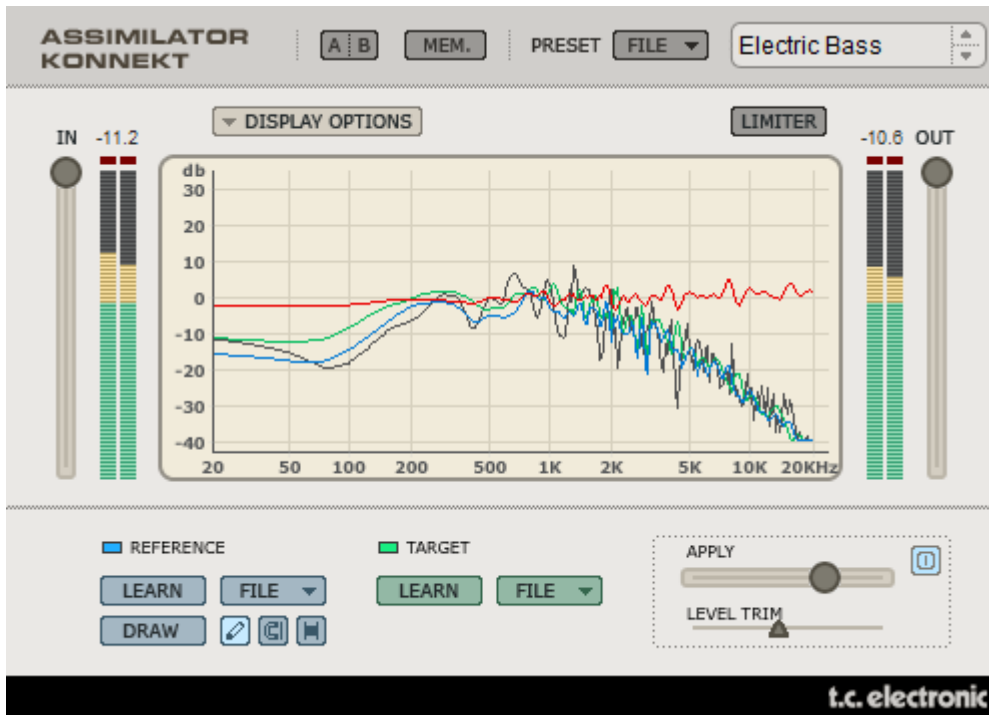 ASSIMILATOR
KONNEKT
A B
MEM.
PRESET
FILE
Electric Bass
DISPLAY OPTIONS
LIMITER
IN -11.2
-10.6 OUT
db
30
20
10
0
-10
-20
-30
-40
20 50 100 200 500 1K 2K 5K 10K 20KHz
REFERENCE
LEARN
FILE
DRAW
TARGET
LEARN
FILE
APPLY
LEVEL TRIM
t.c. electronic